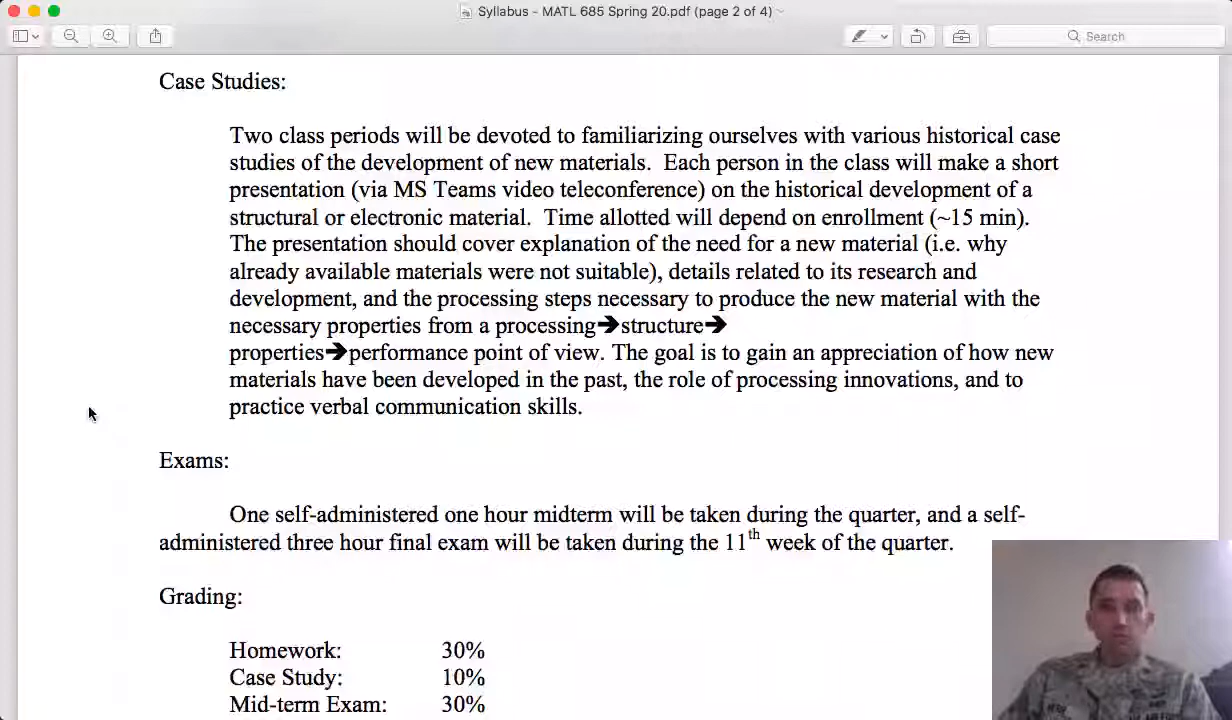 Syllabus - MATL 685 Spring 20.pdf (page 2 of 4)
Search
Case Studies:
Two class periods will be devoted to familiarizing ourselves with various historical case
studies of the development of new materials.  Each person in the class will make a short
presentation (via MS Teams video teleconference) on the historical development of a
structural or electronic material.  Time allotted will depend on enrollment (~15 min).
The presentation should cover explanation of the need for a new material (i.e. why
already available materials were not suitable), details related to its research and
development, and the processing steps necessary to produce the new material with the
necessary properties from a processing➔structure➔
properties➔performance point of view. The goal is to gain an appreciation of how new
materials have been developed in the past, the role of processing innovations, and to
practice verbal communication skills.
Exams:
One self-administered one hour midterm will be taken during the quarter, and a self-
administered three hour final exam will be taken during the 11th week of the quarter.
Grading:
Homework: 30%
Case Study: 10%
Mid-term Exam: 30%